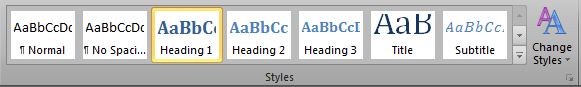 AaBbCcDc AaBbCcDc AaBbCc AaBbCc AaBbCcI AaB AaBbCc.
¶ Normal ¶ No Spaci... Heading 1 Heading 2 Heading 3 Title Subtitle Change Styles
Styles